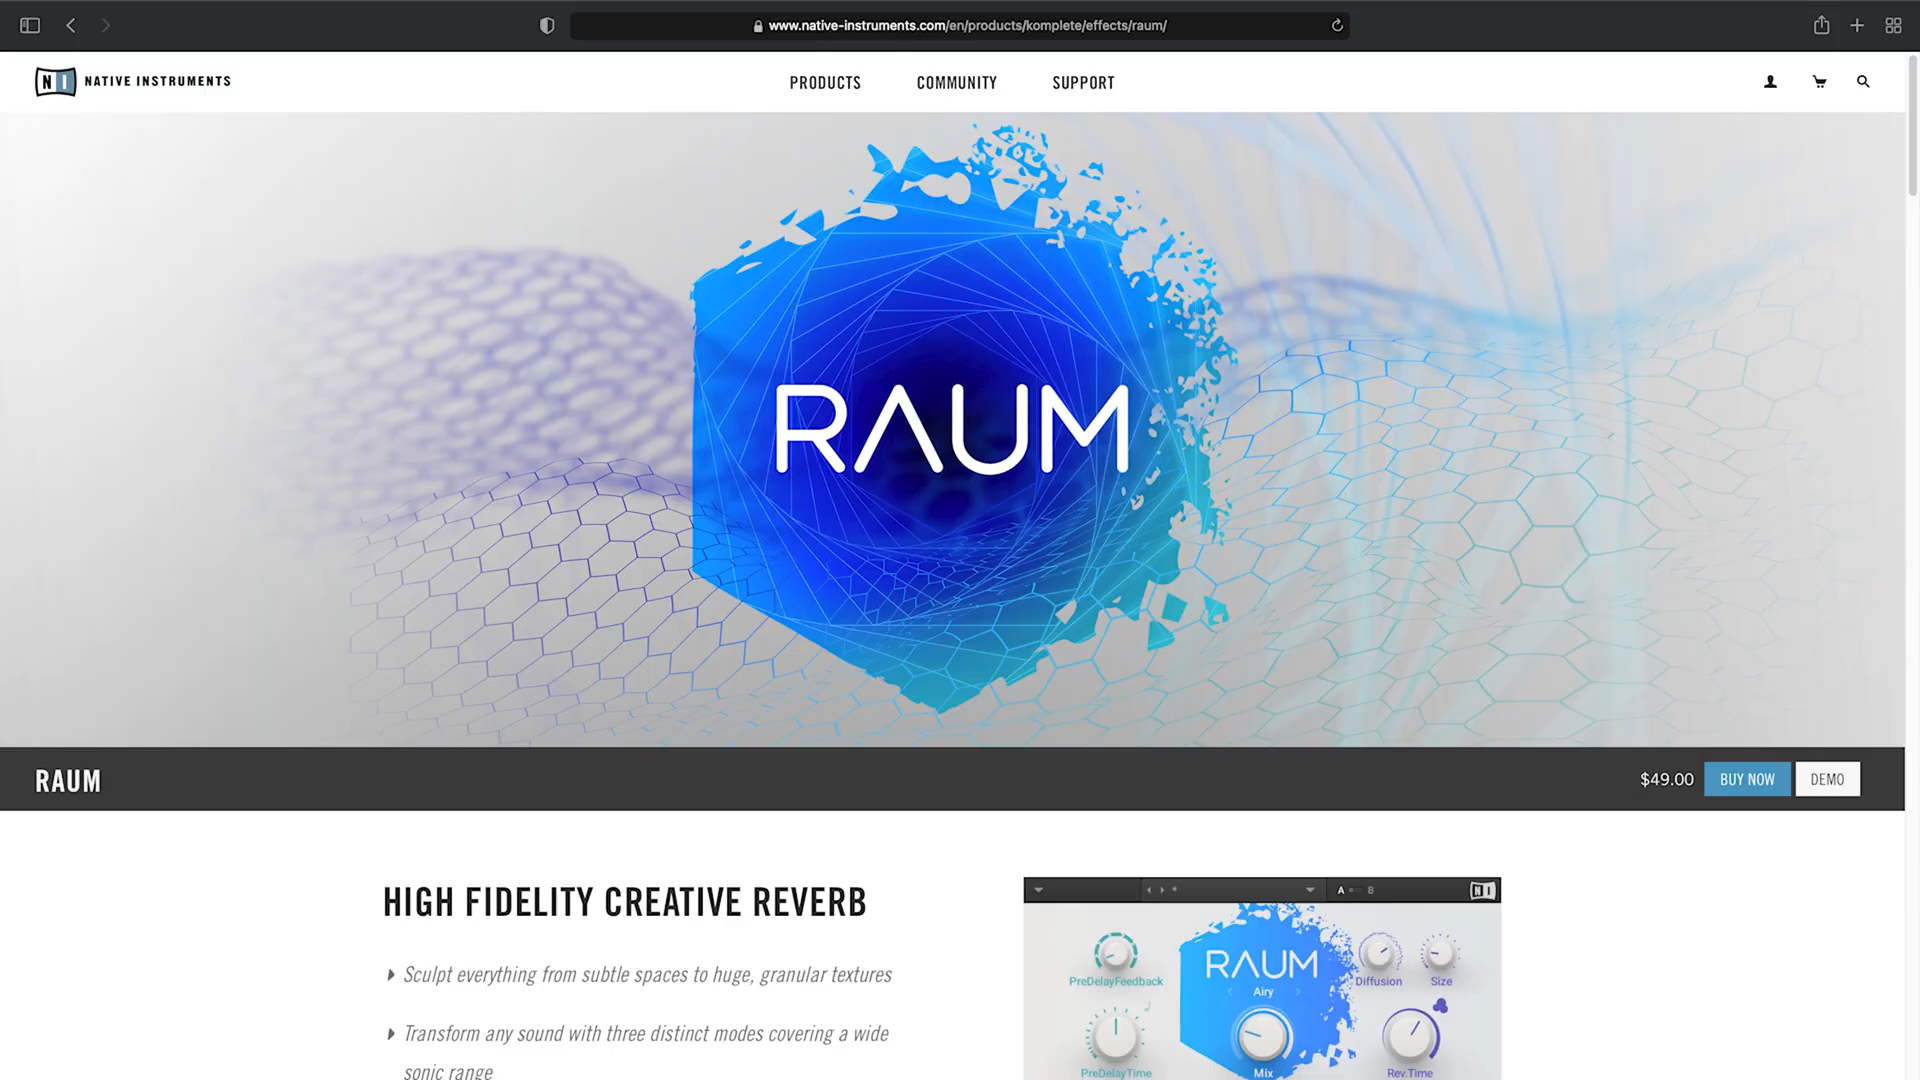 www.native-instruments.com/en/products/komplete/effects/raum/
NI NATIVE INSTRUMENTS
PRODUCTS
COMMUNITY
SUPPORT
RAUM
RAUM
$49.00
BUY NOW
DEMO
HIGH FIDELITY CREATIVE REVERB
Sculpt everything from subtle spaces to huge, granular textures
Transform any sound with three distinct modes covering a wide
sonic range
A B
NI
RAUM
PreDelayFeedback
Airy
Diffusion
Size
PreDelayTime
Mix
Rev.Time